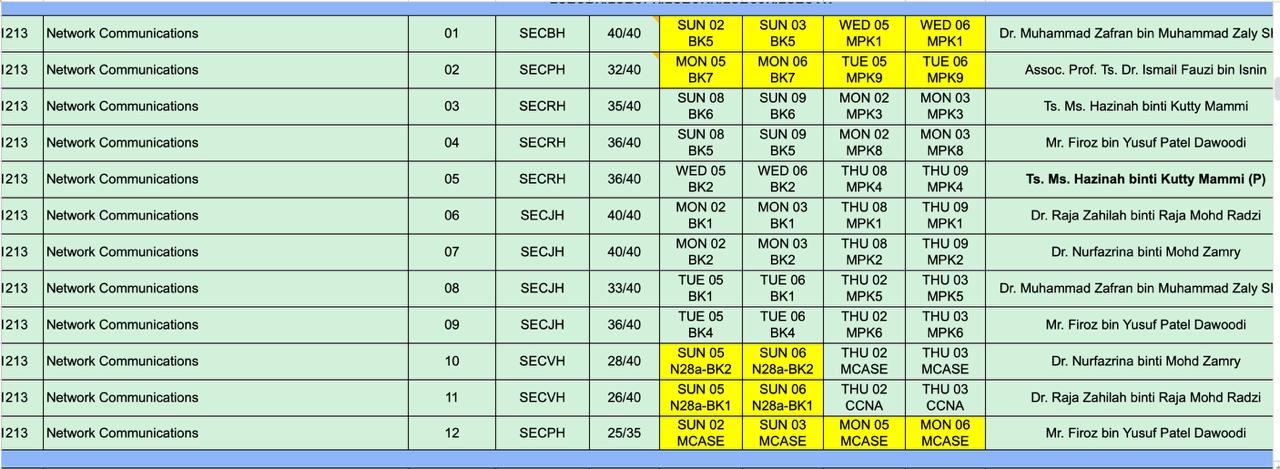 I213 Network Communications 01 SECBH 40/40 SUN 02 BK5 SUN 03 BK5 WED 05 MPK1 WED 06 MPK1 Dr. Muhammad Zafran bin Muhammad Zaly
I213 Network Communications 02 SECPH 32/40 MON 05 BK7 MON 06 BK7 TUE 05 MPK9 TUE 06 MPK9 Assoc. Prof. Ts. Dr. Ismail Fauzi bin Isnin
I213 Network Communications 03 SECRH 35/40 SUN 08 BK6 SUN 09 BK6 MON 02 MPK3 MON 03 MPK3 Ts. Ms. Hazinah binti Kutty Mammi
I213 Network Communications 04 SECRH 36/40 SUN 08 BK5 SUN 09 BK5 MON 02 MPK8 MON 03 MPK8 Mr. Firoz bin Yusuf Patel Dawoodi
I213 Network Communications 05 SECRH 36/40 WED 05 BK2 WED 06 BK2 THU 08 MPK4 THU 09 MPK4 Ts. Ms. Hazinah binti Kutty Mammi (P)
I213 Network Communications 06 SECJH 40/40 MON 02 BK1 MON 03 BK1 THU 08 MPK1 THU 09 MPK1 Dr. Raja Zahilah binti Raja Mohd Radzi
I213 Network Communications 07 SECJH 40/40 MON 02 BK2 MON 03 BK2 THU 08 MPK2 THU 09 MPK2 Dr. Nurfazrina binti Mohd Zamry
I213 Network Communications 08 SECJH 33/40 TUE 05 BK1 TUE 06 BK1 THU 02 MPK5 THU 03 MPK5 Dr. Muhammad Zafran bin Muhammad Zaly
I213 Network Communications 09 SECJH 36/40 TUE 05 BK4 TUE 06 BK4 THU 02 MPK6 THU 03 MPK6 Mr. Firoz bin Yusuf Patel Dawoodi
I213 Network Communications 10 SECVH 28/40 SUN 05 N28a-BK2 SUN 06 N28a-BK2 THU 02 MCASE THU 03 MCASE Dr. Nurfazrina binti Mohd Zamry
I213 Network Communications 11 SECVH 26/40 SUN 05 N28a-BK1 SUN 06 N28a-BK1 THU 02 CCNA THU 03 CCNA Dr. Raja Zahilah binti Raja Mohd Radzi
I213 Network Communications 12 SECPH 25/35 SUN 02 MCASE SUN 03 MCASE MON 05 MCASE MON 06 MCASE Mr. Firoz bin Yusuf Patel Dawoodi